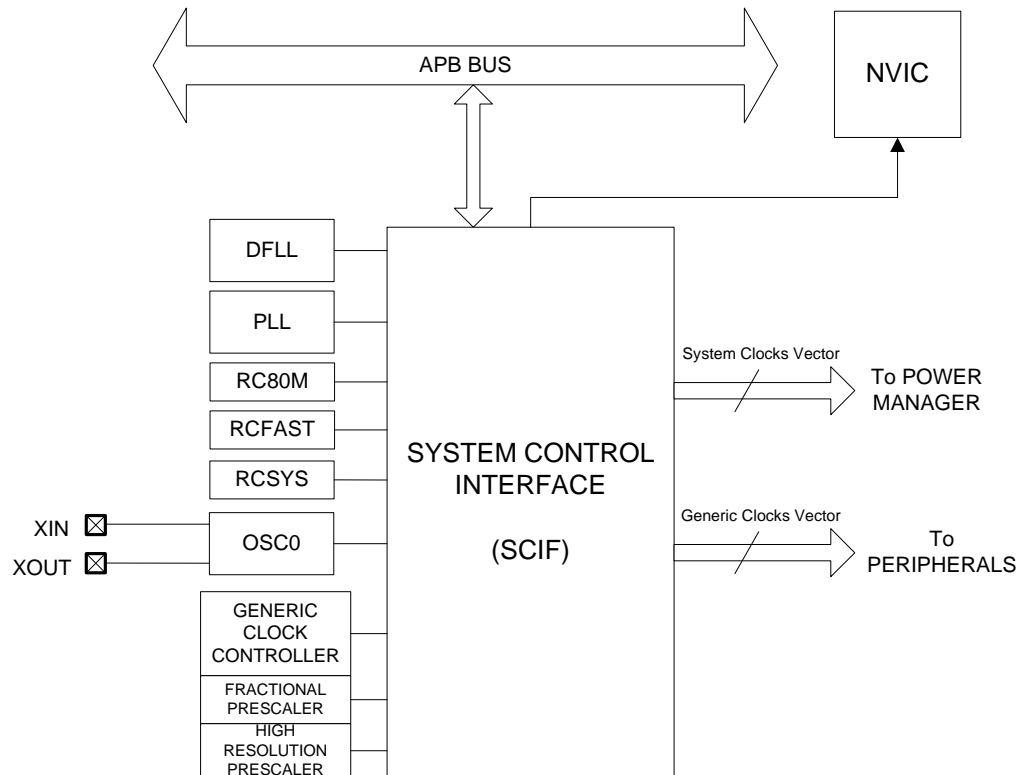 APB BUS
NVIC
DFLL
PLL
RC80M
RCFAST
RCSYS
XIN
XOUT
OSC0
GENERIC
CLOCK
CONTROLLER
FRACTIONAL
PRESCALER
HIGH
RESOLUTION
PRESCALER
SYSTEM CONTROL
INTERFACE
(SCIF)
System Clocks Vector
To POWER
MANAGER
Generic Clocks Vector
To
PERIPHERALS